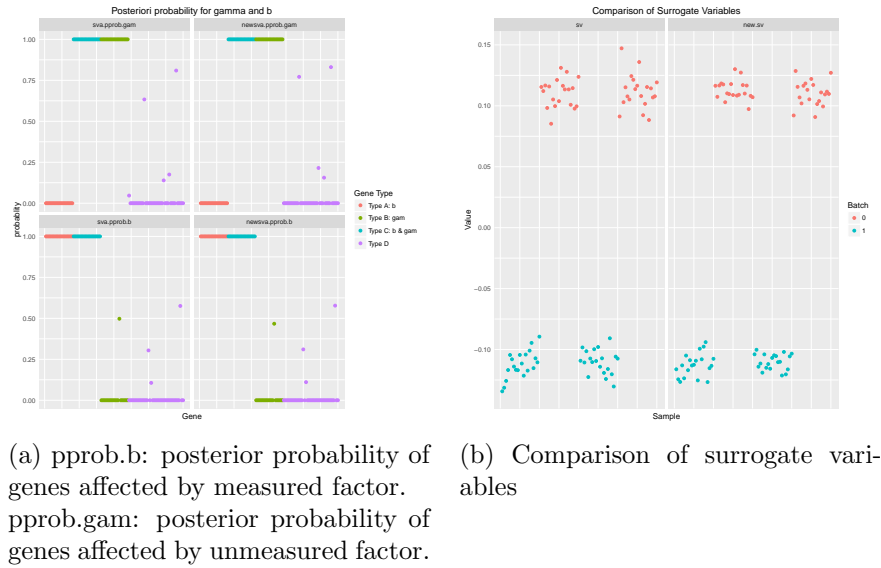 Posteriori probability for gamma and b
sva.pprob.gam
newsva.pprob.gam
1.00
0.75
0.50
0.25
0.00
sva.pprob.b
newsva.pprob.b
1.00
0.75
0.50
0.25
0.00
probablity
Gene
Gene Type
Type A: b
Type B: gam
Type C: b & gam
Type D
Comparison of Surrogate Variables
sv
new.sv
0.15
0.10
0.05
0.00
−0.05
−0.10
Value
Sample
Batch
0
1
(a) pprob.b: posterior probability of
genes affected by measured factor.
pprob.gam: posterior probability of
genes affected by unmeasured factor.
(b) Comparison of surrogate vari-
ables